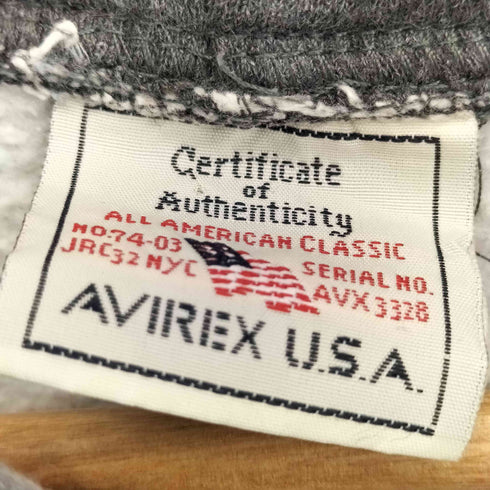 Certificate
of
Authenticity
ALL AMERICAN CLASSIC
NO.74-03 SERIAL NO.
JRC32 NYC AVX3328
AVIREX U.S.A.